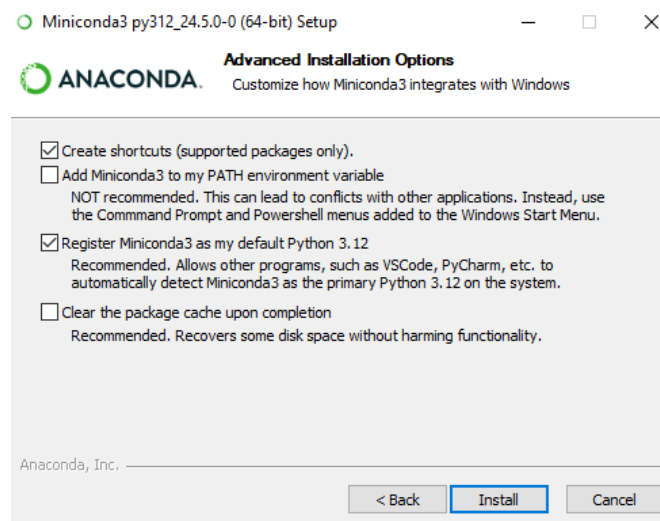 Miniconda3 py312_24.5.0-0 (64-bit) Setup
ANACONDA.
Advanced Installation Options
Customize how Miniconda3 integrates with Windows
Create shortcuts (supported packages only).
Add Miniconda3 to my PATH environment variable
NOT recommended. This can lead to conflicts with other applications. Instead, use
the Commmand Prompt and Powershell menus added to the Windows Start Menu.
Register Miniconda3 as my default Python 3.12
Recommended. Allows other programs, such as VSCode, PyCharm, etc. to
automatically detect Miniconda3 as the primary Python 3.12 on the system.
Clear the package cache upon completion
Recommended. Recovers some disk space without harming functionality.
Anaconda, Inc.
< Back
Install
Cancel